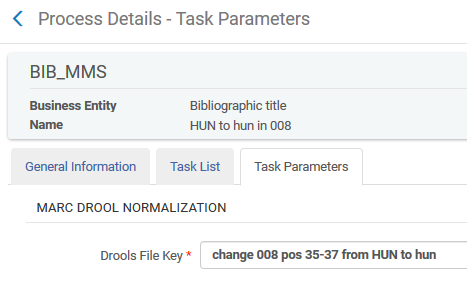 Process Details - Task Parameters
BIB_MMS
Business Entity Bibliographic title
Name HUN to hun in 008
General Information Task List Task Parameters
MARC DROOL NORMALIZATION
Drools File Key * change 008 pos 35-37 from HUN to hun